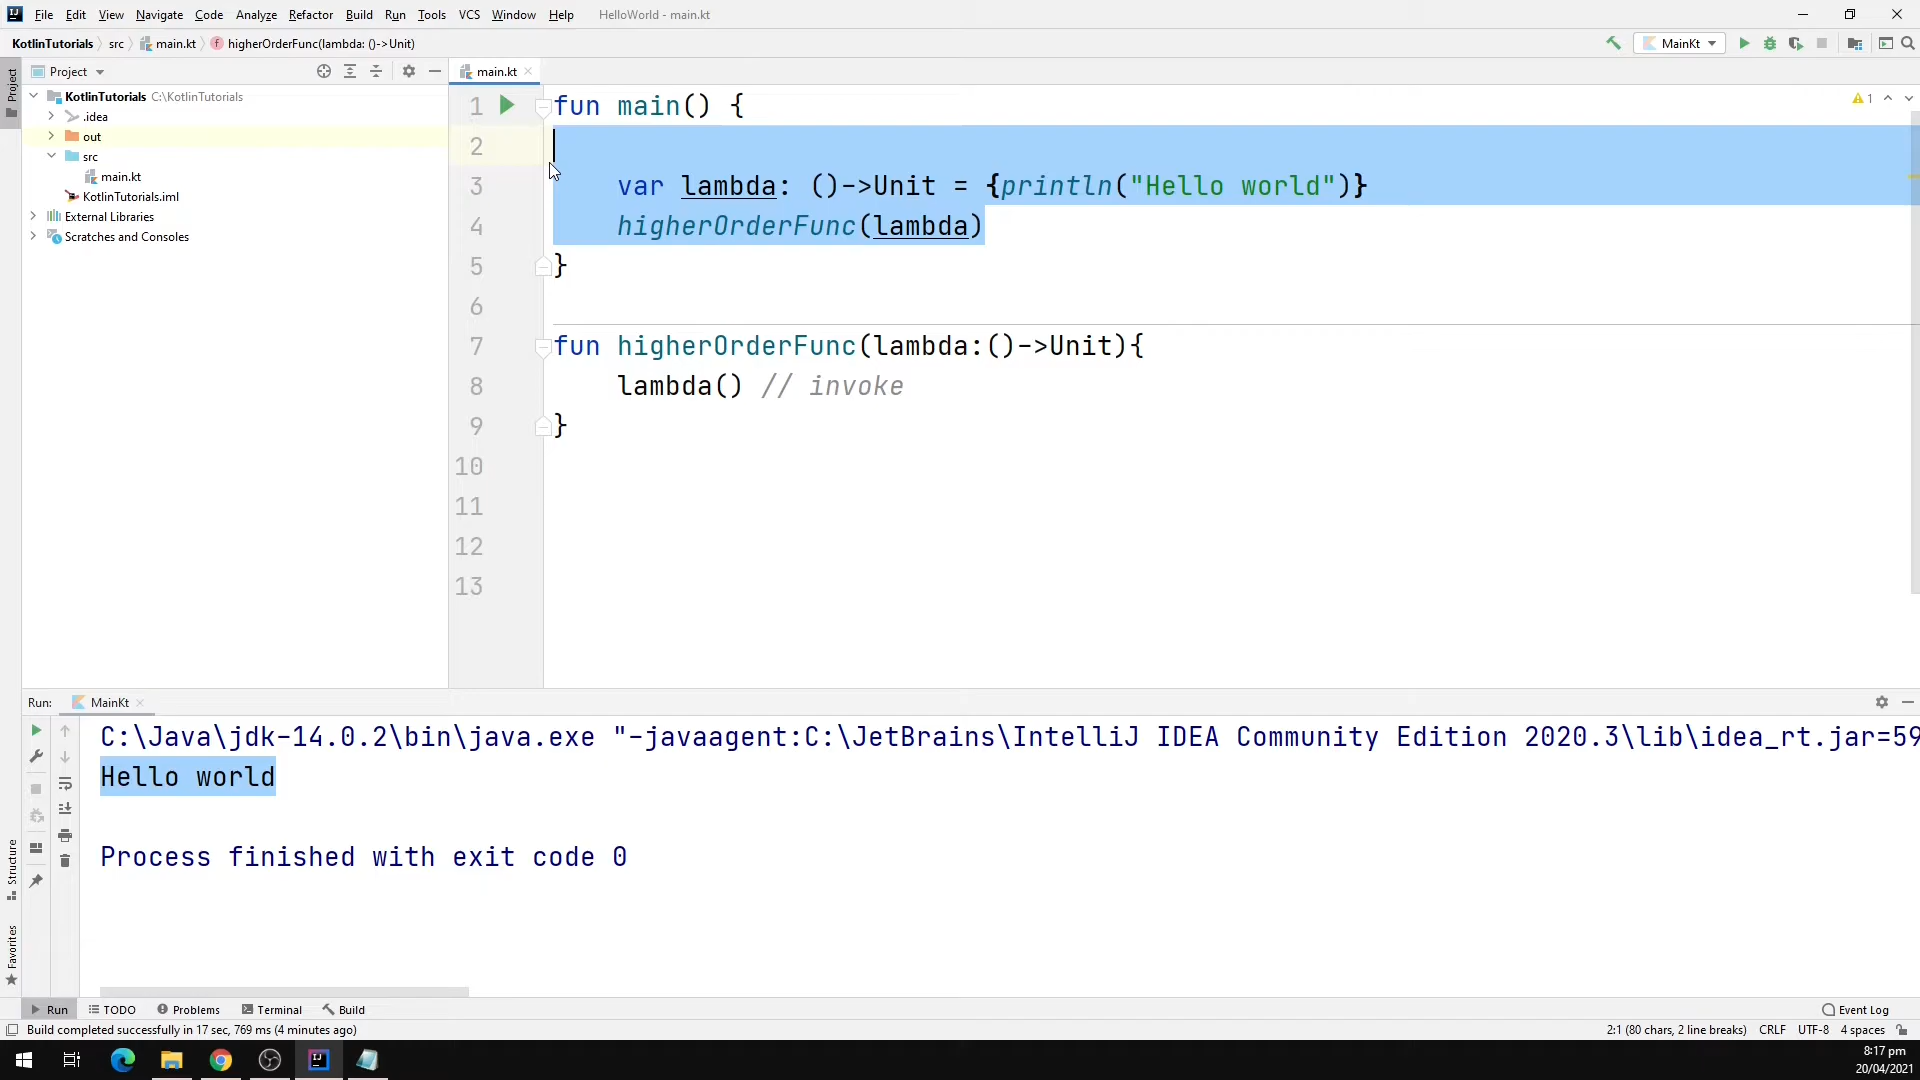 File Edit View Navigate Code Analyze Refactor Build Run Tools VCS Window Help HelloWorld - main.kt
KotlinTutorials src main.kt higherOrderFunc(lambda: ()->Unit) MainKt
Project main.kt
Project
KotlinTutorials C:\KotlinTutorials
.idea
out
src
main.kt
KotlinTutorials.iml
External Libraries
Scratches and Consoles
1 fun main() {
2
3 var lambda: ()->Unit = {println("Hello world")}
4 higherOrderFunc(lambda)
5 }
6
7 fun higherOrderFunc(lambda:()->Unit){
8 lambda() // invoke
9 }
10
11
12
13
1
Run: MainKt
C:\Java\jdk-14.0.2\bin\java.exe "-javaagent:C:\JetBrains\IntelliJ IDEA Community Edition 2020.3\lib\idea_rt.jar=59
Hello world
Process finished with exit code 0
Structure
Favorites
Run TODO Problems Terminal Build Event Log
Build completed successfully in 17 sec, 769 ms (4 minutes ago) 2:1 (80 chars, 2 line breaks) CRLF UTF-8 4 spaces
8:17 pm
20/04/2021